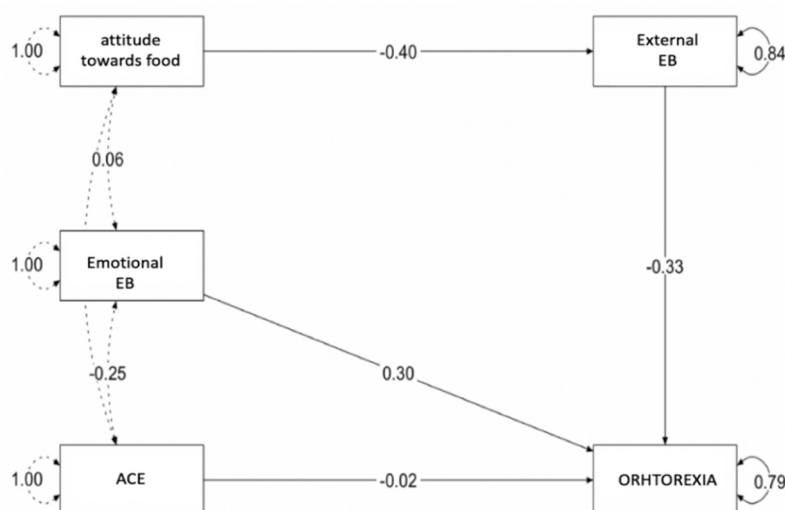 attitude
towards food
External
EB
1.00
-0.40
0.84
0.06
1.00
Emotional
EB
-0.33
-0.25
0.30
1.00
ACE
-0.02
ORHTOREXIA
0.79